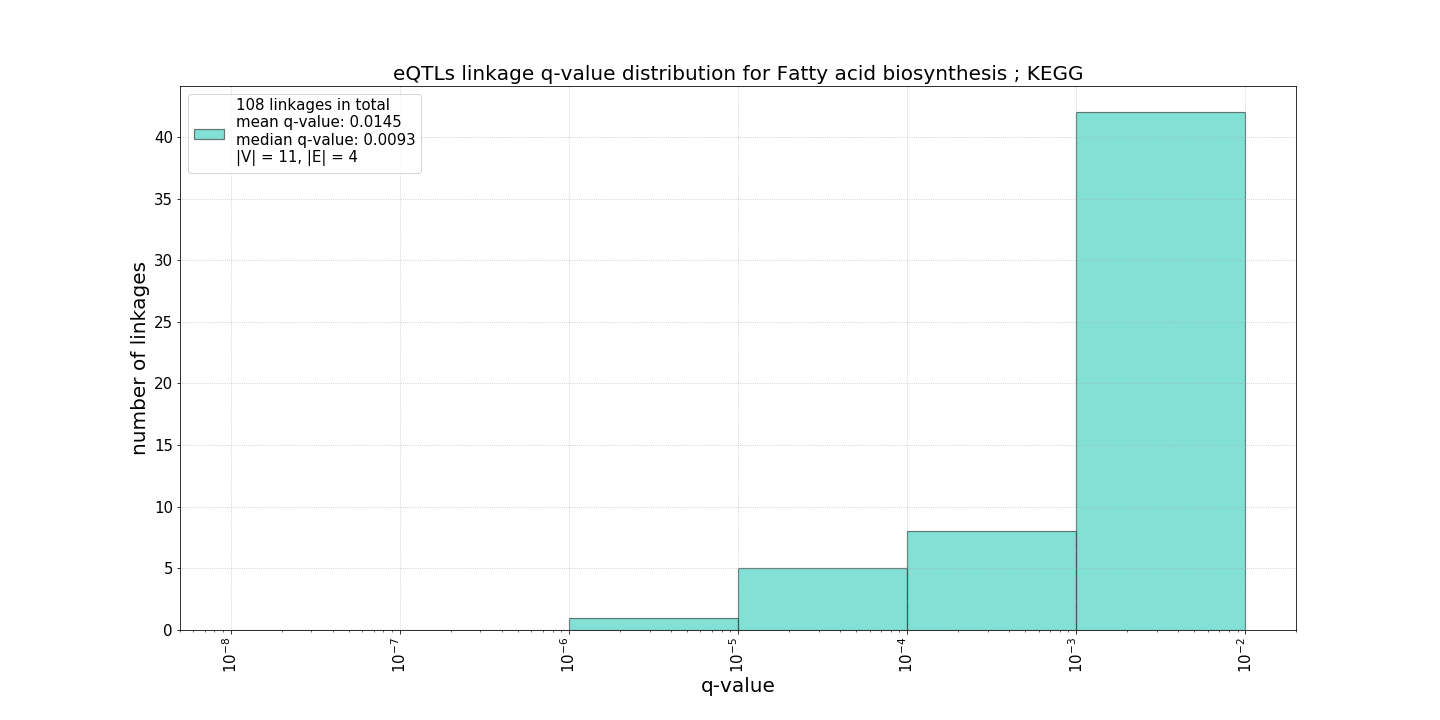 eQTLs linkage q-value distribution for Fatty acid biosynthesis ; KEGG
108 linkages in total
mean q-value: 0.0145
median q-value: 0.0093
|V| = 11, |E| = 4
number of linkages
40
35
30
25
20
15
10
5
0
10⁻⁸
10⁻⁷
10⁻⁶
10⁻⁵
10⁻⁴
10⁻³
10⁻²
q-value